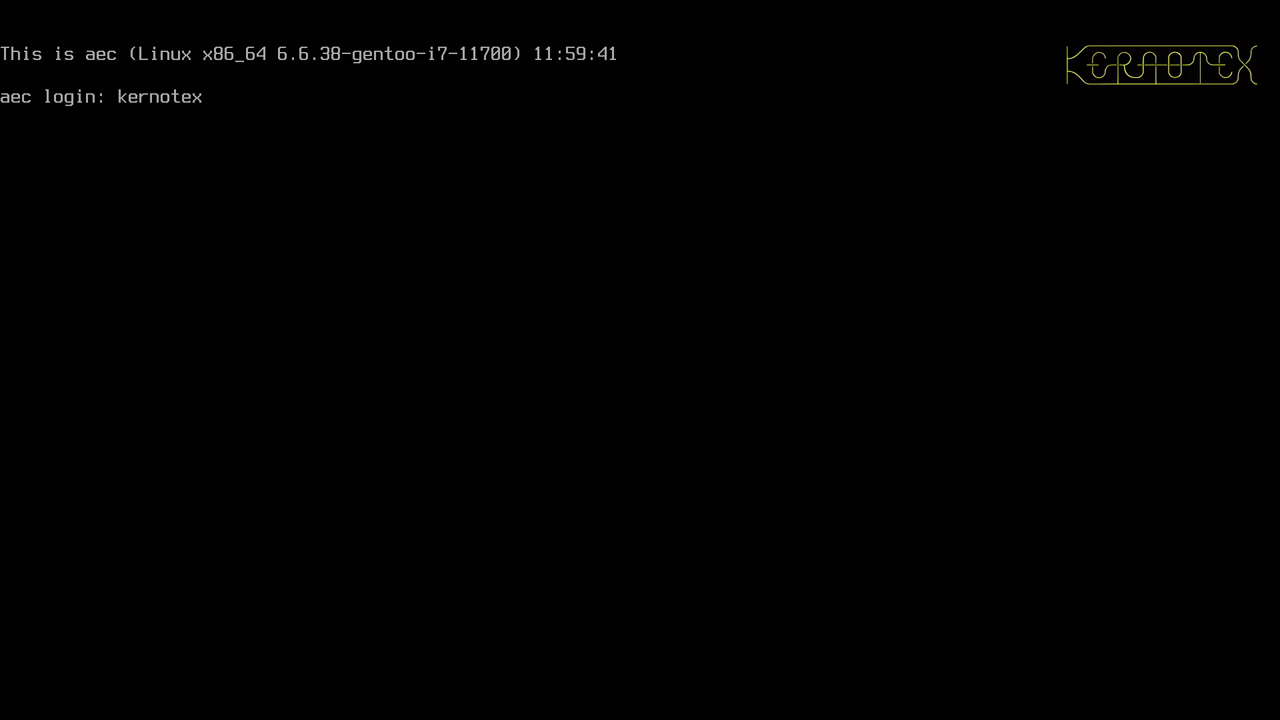 This is aec (Linux x86_64 6.6.38-gentoo-i7-11700) 11:59:41
KERNOTEX
aec login: kernotex